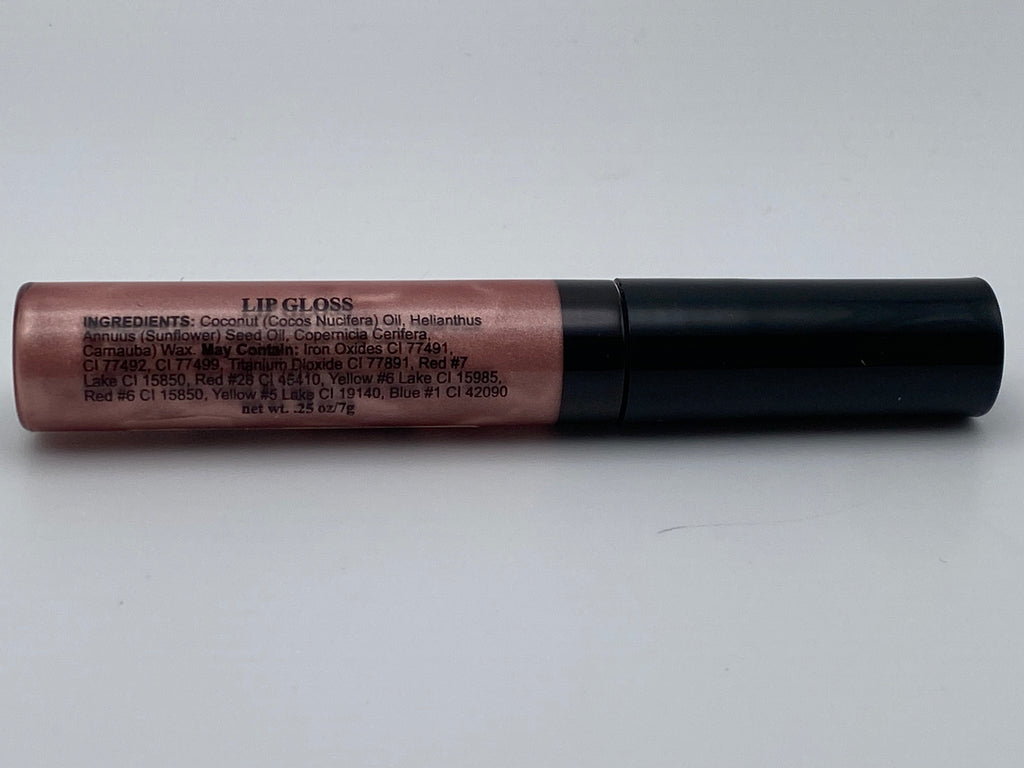 LIP GLOSS
INGREDIENTS: Coconut (Cocos Nucifera) Oil, Helianthus
Annuus (Sunflower) Seed Oil, Copernicia Cerifera,
Carnauba) Wax. May Contain: Iron Oxides CI 77491,
CI 77492, CI 77499, Titanium Dioxide CI 77891, Red #7
Lake CI 15850, Red #28 CI 45410, Yellow #6 Lake CI 15985,
Red #6 CI 15850, Yellow #5 Lake CI 19140, Blue #1 CI 42090
net wt. .25 oz/7g